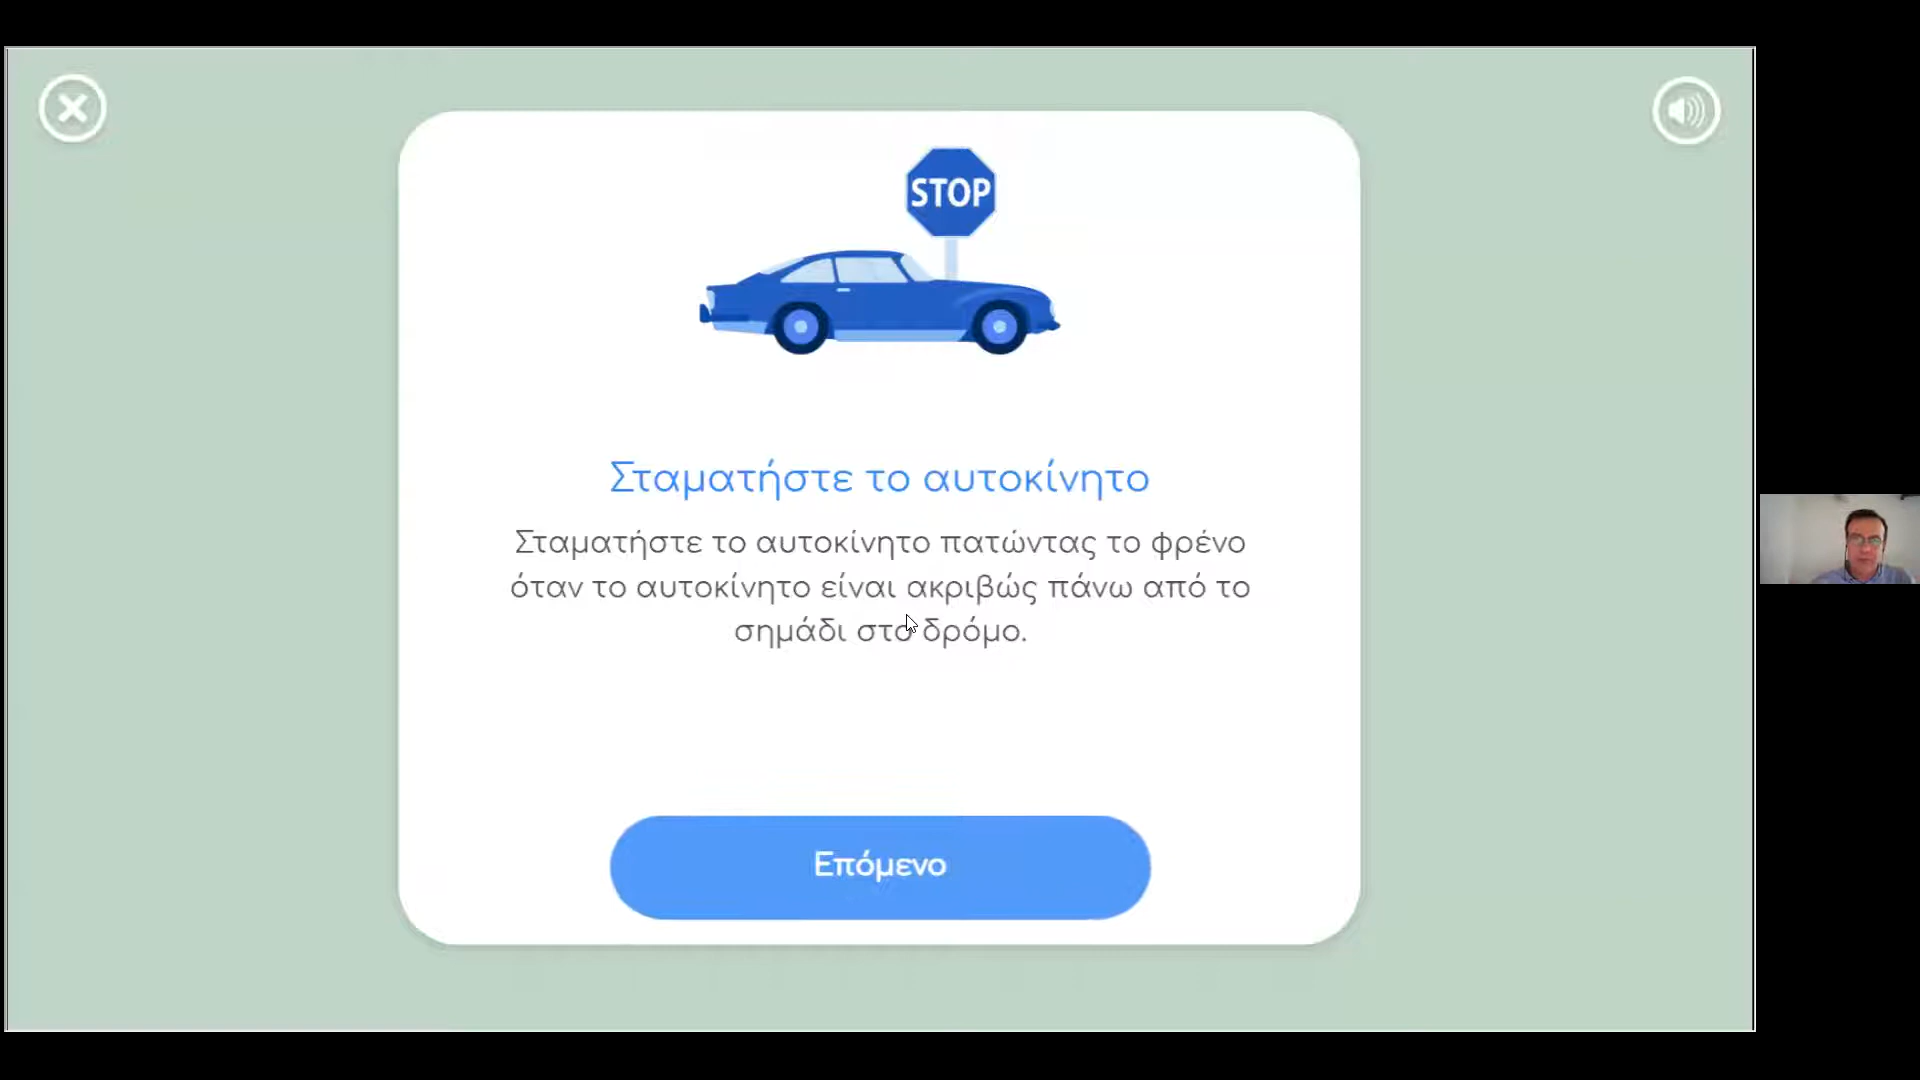 STOP
Σταματήστε το αυτοκίνητο
Σταματήστε το αυτοκίνητο πατώντας το φρένο
όταν το αυτοκίνητο είναι ακριβώς πάνω από το
σημάδι στο δρόμο.
Επόμενο